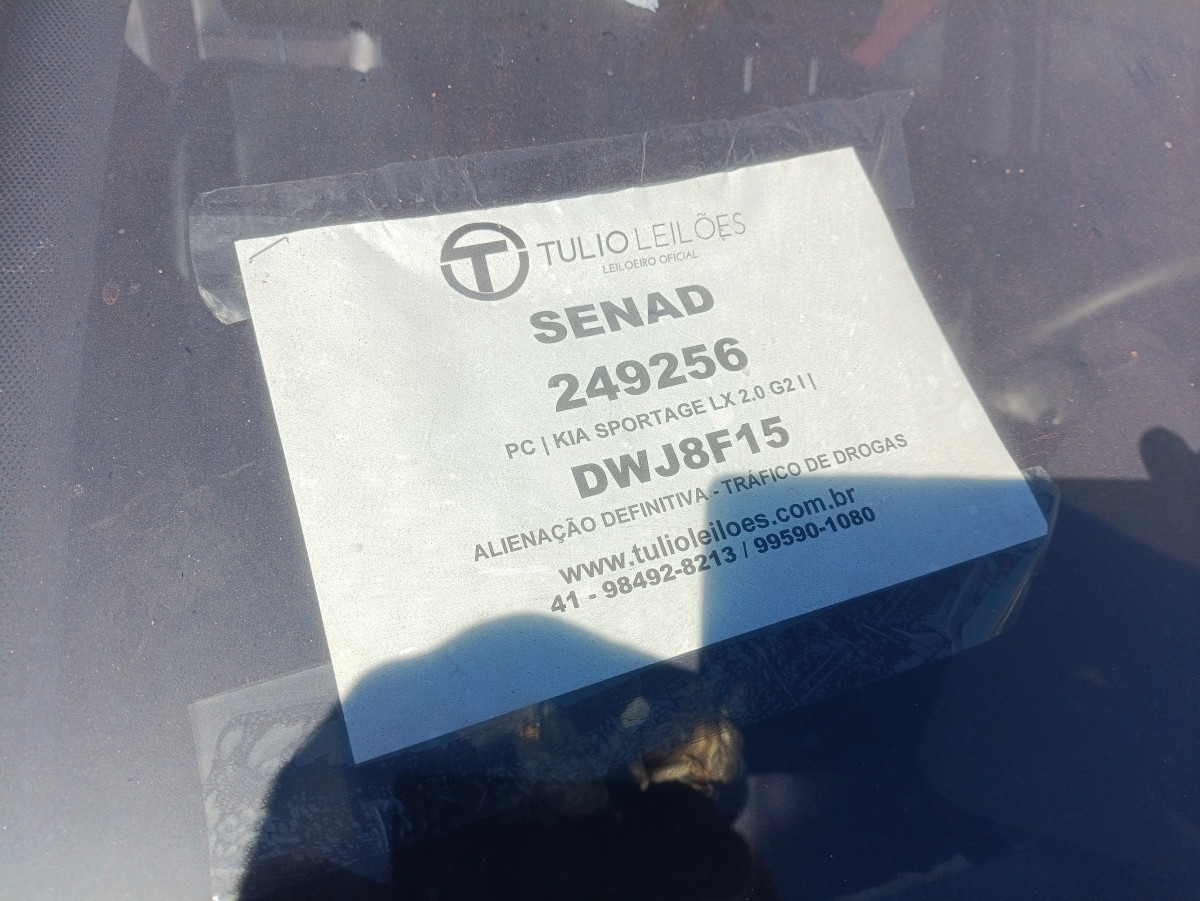 TULIO LEILÕES
LEILOEIRO OFICIAL
SENAD
249256
PC | KIA SPORTAGE LX 2.0 G2 I |
DWJ8F15
ALIENAÇÃO DEFINITIVA - TRÁFICO DE DROGAS
www.tulioleiloes.com.br
41 - 98492-8213 / 99590-1080